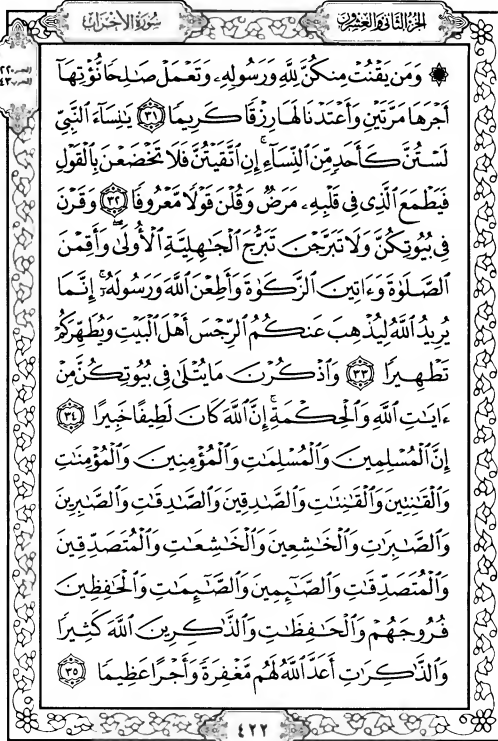 الجزء الثاني والعشرون
سورة الأحزاب
۞ وَمَن يَقْنُتْ مِنكُنَّ لِلَّهِ وَرَسُولِهِۦ وَتَعْمَلْ صَٰلِحًا نُّؤْتِهَآ
أَجْرَهَا مَرَّتَيْنِ وَأَعْتَدْنَا لَهَا رِزْقًا كَرِيمًا ٣١ يَٰنِسَآءَ ٱلنَّبِيِّ
لَسْتُنَّ كَأَحَدٍ مِّنَ ٱلنِّسَآءِ ۚ إِنِ ٱتَّقَيْتُنَّ فَلَا تَخْضَعْنَ بِٱلْقَوْلِ
فَيَطْمَعَ ٱلَّذِى فِى قَلْبِهِۦ مَرَضٌ وَقُلْنَ قَوْلًا مَّعْرُوفًا ٣٢ وَقَرْنَ
فِى بُيُوتِكُنَّ وَلَا تَبَرَّجْنَ تَبَرُّجَ ٱلْجَٰهِلِيَّةِ ٱلْأُولَىٰ ۖ وَأَقِمْنَ
ٱلصَّلَوٰةَ وَءَاتِينَ ٱلزَّكَوٰةَ وَأَطِعْنَ ٱللَّهَ وَرَسُولَهُۥٓ ۚ إِنَّمَا
يُرِيدُ ٱللَّهُ لِيُذْهِبَ عَنكُمُ ٱلرِّجْسَ أَهْلَ ٱلْبَيْتِ وَيُطَهِّرَكُمْ
تَطْهِيرًا ٣٣ وَٱذْكُرْنَ مَا يُتْلَىٰ فِى بُيُوتِكُنَّ مِنْ
ءَايَٰتِ ٱللَّهِ وَٱلْحِكْمَةِ ۚ إِنَّ ٱللَّهَ كَانَ لَطِيفًا خَبِيرًا ٣٤
إِنَّ ٱلْمُسْلِمِينَ وَٱلْمُسْلِمَٰتِ وَٱلْمُؤْمِنِينَ وَٱلْمُؤْمِنَٰتِ
وَٱلْقَٰنِتِينَ وَٱلْقَٰنِتَٰتِ وَٱلصَّٰدِقِينَ وَٱلصَّٰدِقَٰتِ وَٱلصَّٰبِرِينَ
وَٱلصَّٰبِرَٰتِ وَٱلْخَٰشِعِينَ وَٱلْخَٰشِعَٰتِ وَٱلْمُتَصَدِّقِينَ
وَٱلْمُتَصَدِّقَٰتِ وَٱلصَّٰٓئِمِينَ وَٱلصَّٰٓئِمَٰتِ وَٱلْحَٰفِظِينَ
فُرُوجَهُمْ وَٱلْحَٰفِظَٰتِ وَٱلذَّٰكِرِينَ ٱللَّهَ كَثِيرًا
وَٱلذَّٰكِرَٰتِ أَعَدَّ ٱللَّهُ لَهُم مَّغْفِرَةً وَأَجْرًا عَظِيمًا ٣٥
٤٢٢